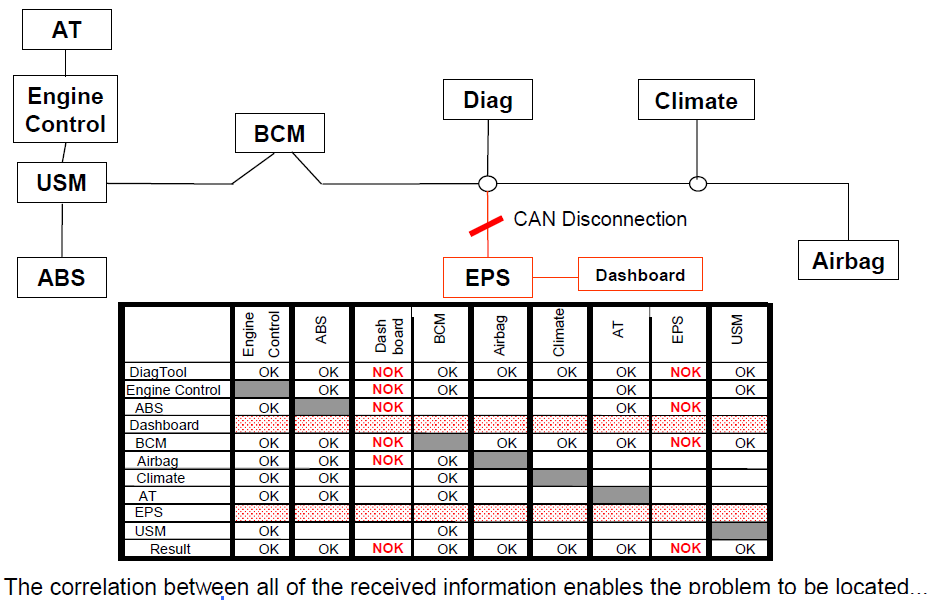 AT
Engine
Control
BCM
Diag
Climate
USM
CAN Disconnection
ABS
EPS
Dashboard
Airbag
Engine Control ABS Dash board BCM Airbag Climate AT EPS USM
DiagTool OK OK NOK OK OK OK OK NOK OK
Engine Control OK NOK OK OK OK
ABS OK NOK OK NOK
Dashboard
BCM OK OK NOK OK OK OK NOK OK
Airbag OK OK NOK OK
Climate OK OK OK
AT OK OK OK
EPS
USM OK OK
Result OK OK NOK OK OK OK OK NOK OK
The correlation between all of the received information enables the problem to be located...